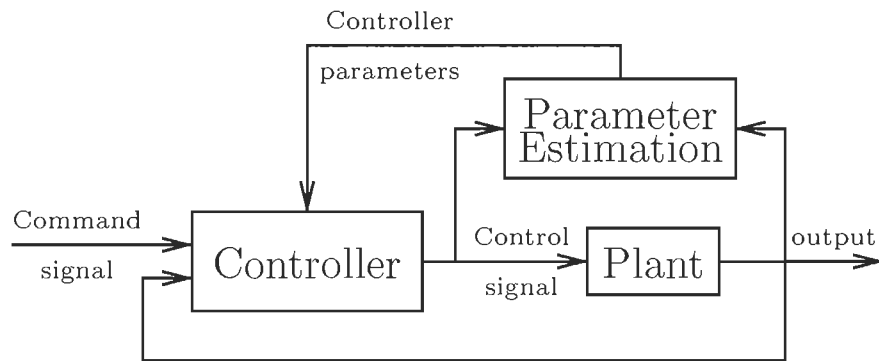 Controller
parameters
Parameter
Estimation
Command
signal
Controller
Control
signal
Plant
output